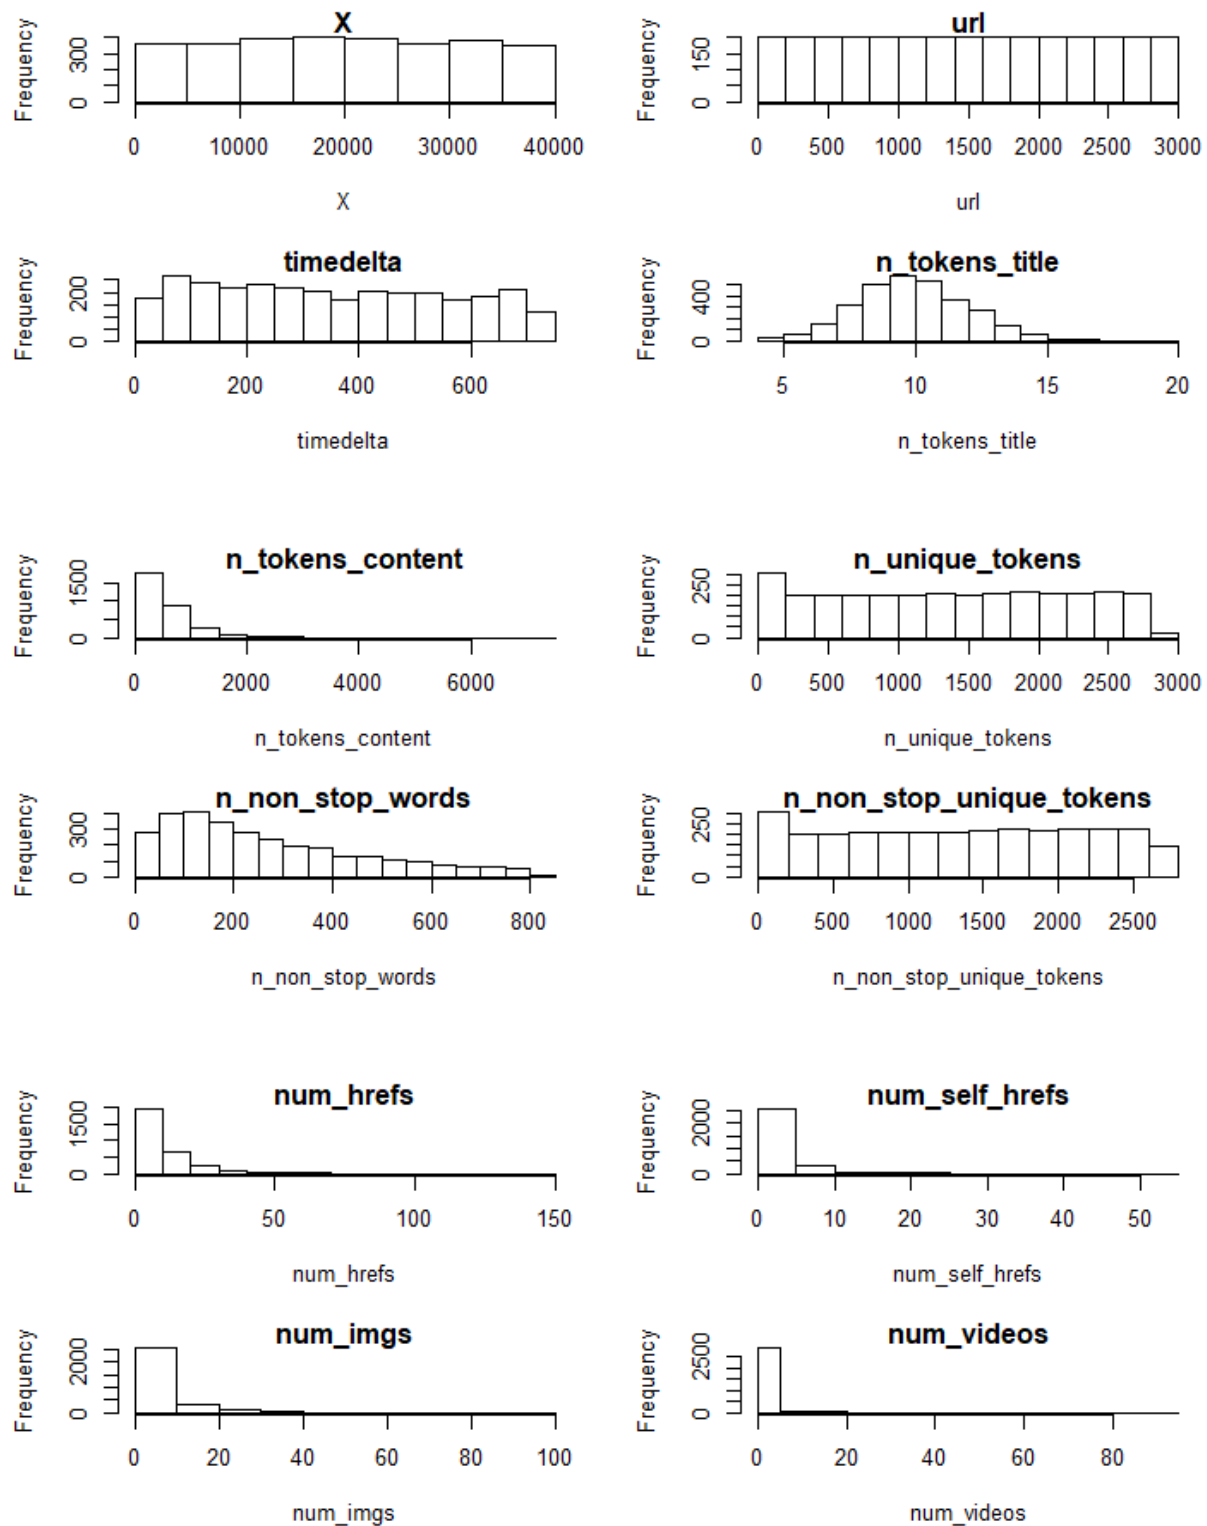 X
Frequency
0 300
0 10000 20000 30000 40000
X
url
Frequency
0 150
0 500 1000 1500 2000 2500 3000
url
timedelta
Frequency
0 200
0 200 400 600
timedelta
n_tokens_title
Frequency
0 400
5 10 15 20
n_tokens_title
n_tokens_content
Frequency
0 1500
0 2000 4000 6000
n_tokens_content
n_unique_tokens
Frequency
0 250
0 500 1000 1500 2000 2500 3000
n_unique_tokens
n_non_stop_words
Frequency
0 300
0 200 400 600 800
n_non_stop_words
n_non_stop_unique_tokens
Frequency
0 250
0 500 1000 1500 2000 2500
n_non_stop_unique_tokens
num_hrefs
Frequency
0 1500
0 50 100 150
num_hrefs
num_self_hrefs
Frequency
0 2000
0 10 20 30 40 50
num_self_hrefs
num_imgs
Frequency
0 2000
0 20 40 60 80 100
num_imgs
num_videos
Frequency
0 2500
0 20 40 60 80
num_videos